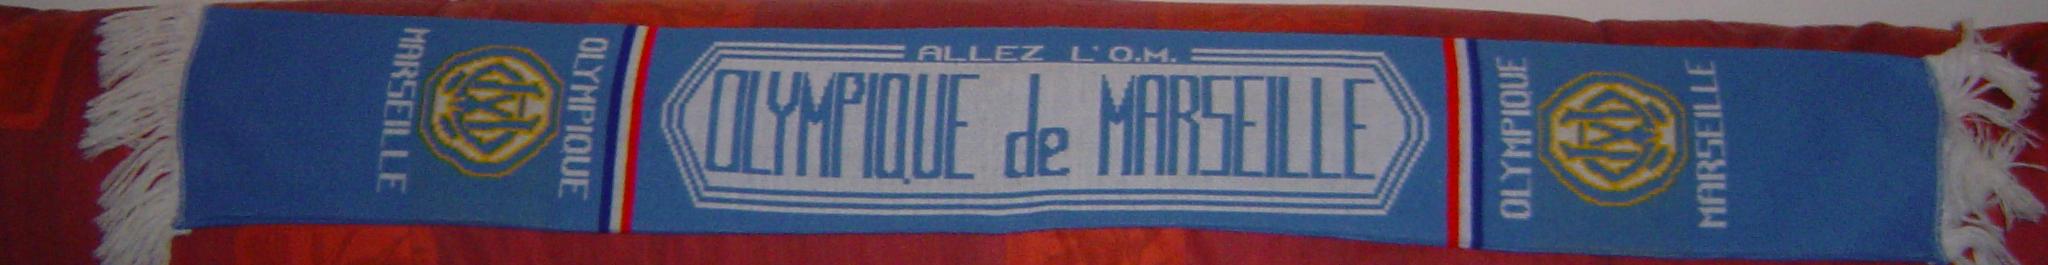 OLYMPIQUE
MARSEILLE
ALLEZ L'O.M.
OLYMPIQUE de MARSEILLE
OLYMPIQUE
MARSEILLE